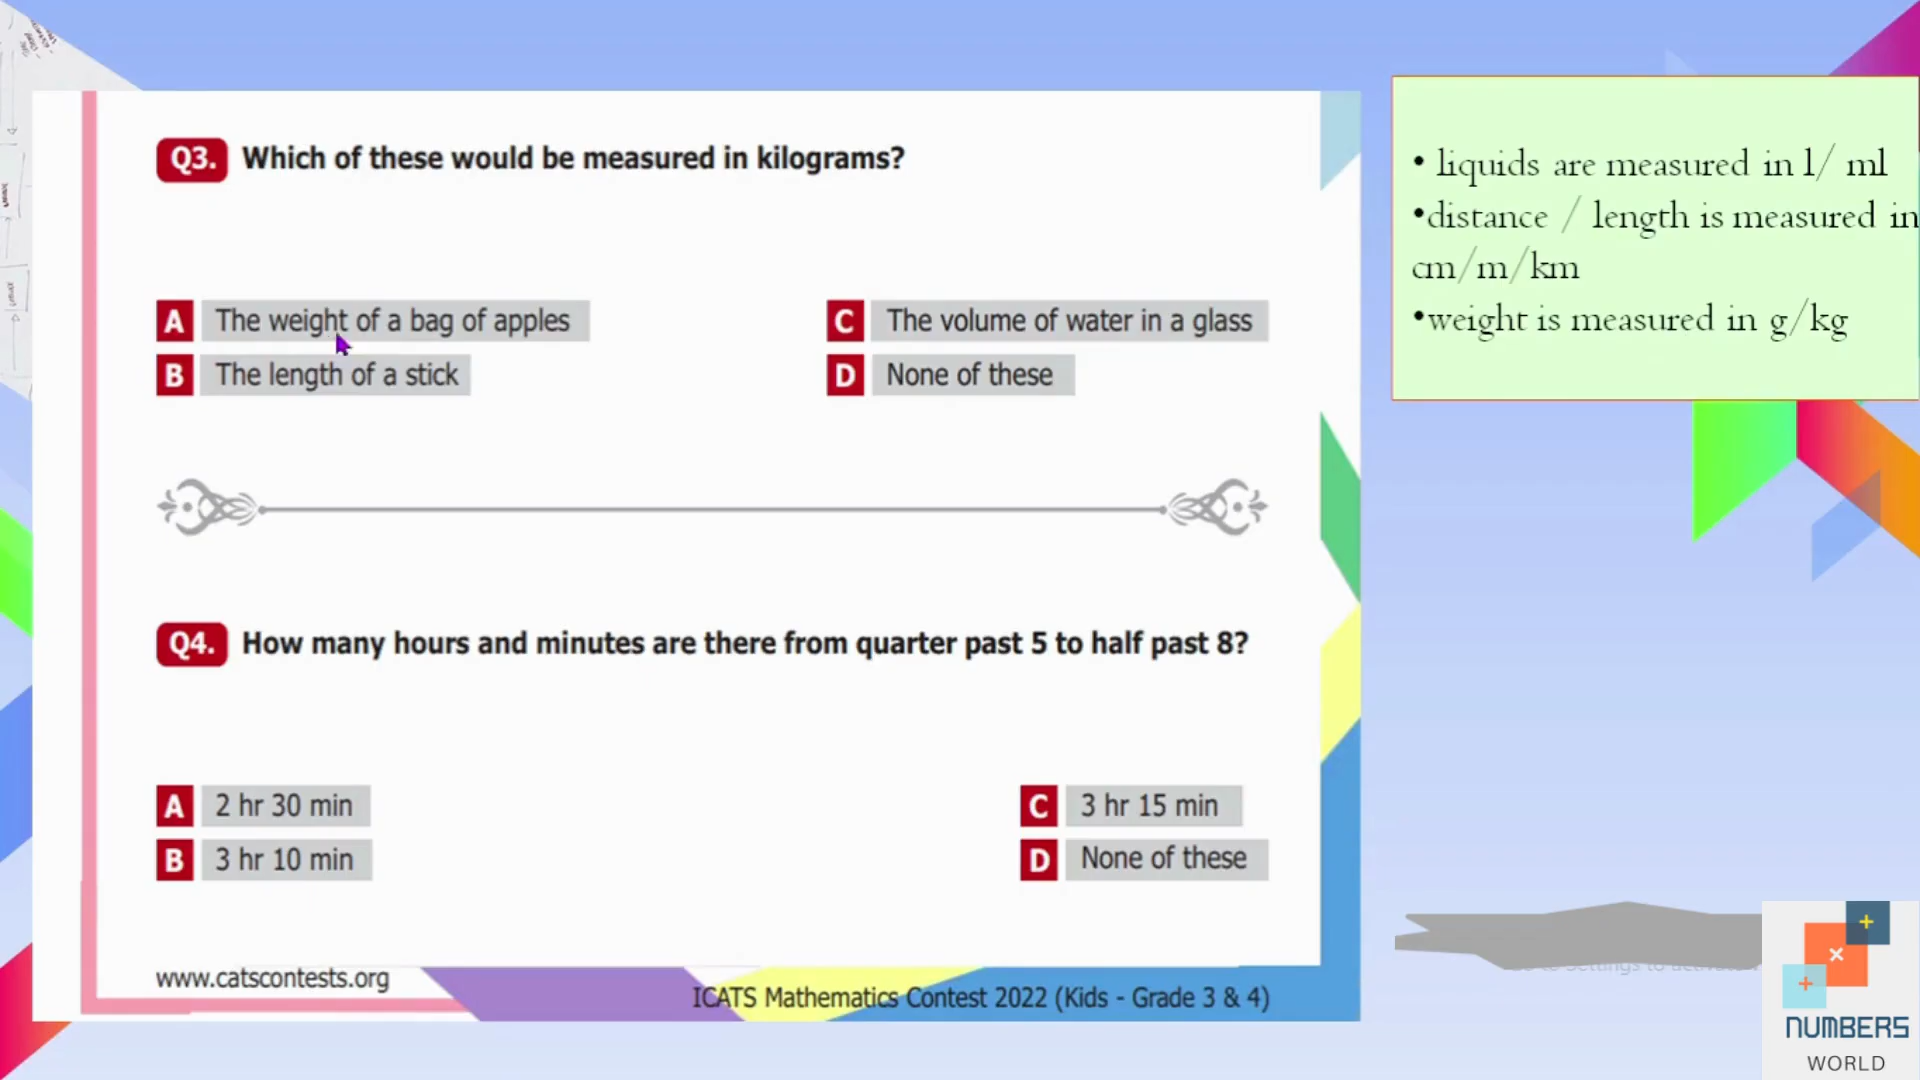 Q3. Which of these would be measured in kilograms?
A The weight of a bag of apples
B The length of a stick
C The volume of water in a glass
D None of these
Q4. How many hours and minutes are there from quarter past 5 to half past 8?
A 2 hr 30 min
B 3 hr 10 min
C 3 hr 15 min
D None of these
www.catscontests.org
ICATS Mathematics Contest 2022 (Kids - Grade 3 & 4)
• liquids are measured in l/ ml
•distance / length is measured in
cm/m/km
•weight is measured in g/kg
to Settings to activate
NUMBERS
WORLD